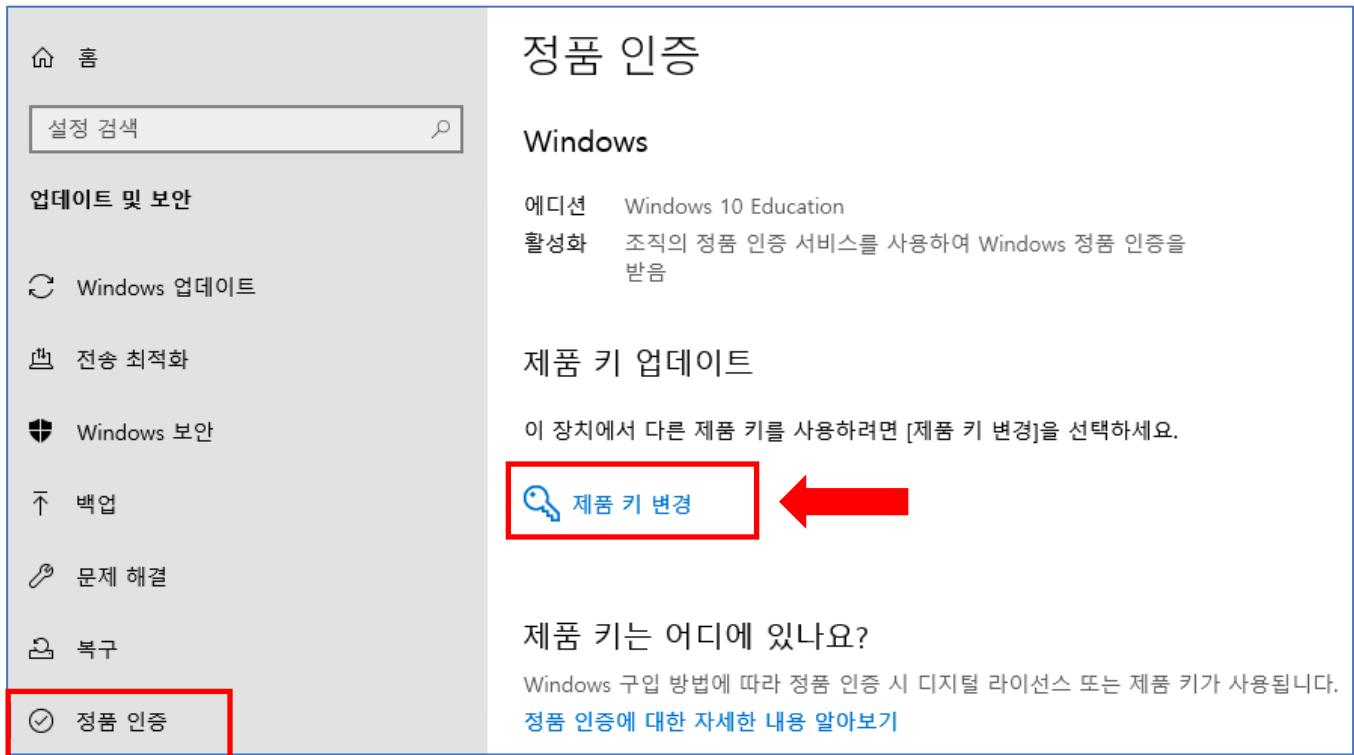 홈
설정 검색
업데이트 및 보안
Windows 업데이트
전송 최적화
Windows 보안
백업
문제 해결
복구
정품 인증
정품 인증
Windows
에디션 Windows 10 Education
활성화 조직의 정품 인증 서비스를 사용하여 Windows 정품 인증을
받음
제품 키 업데이트
이 장치에서 다른 제품 키를 사용하려면 [제품 키 변경]을 선택하세요.
제품 키 변경
제품 키는 어디에 있나요?
Windows 구입 방법에 따라 정품 인증 시 디지털 라이선스 또는 제품 키가 사용됩니다.
정품 인증에 대한 자세한 내용 알아보기